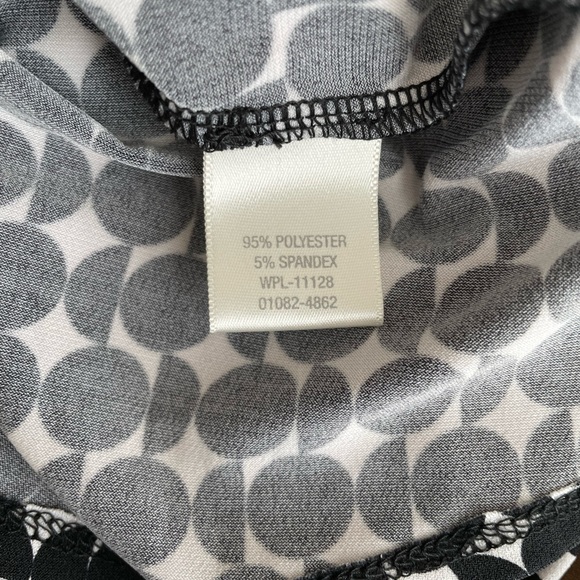 95% POLYESTER
5% SPANDEX
WPL-11128
01082-4862